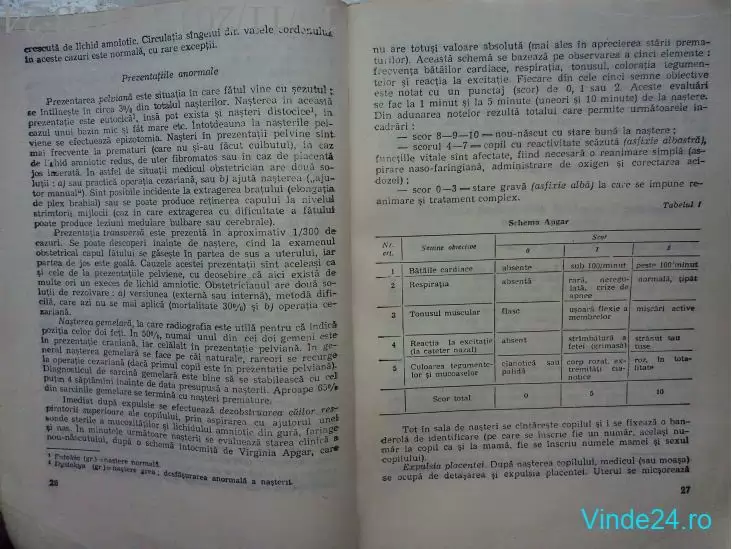 crescută de lichid amniotic. Circulația sîngelui din vasele cordonului
în aceste cazuri este normală, cu rare excepții.
Prezentațiile anormale
Prezentarea pelviană este situația în care fătul vine cu șezutul ;
se întîlnește în circa 3% din totalul nașterilor. Nașterea în această
prezentație este eutocică¹, însă pot exista și nașteri distocice², în
cazul unui bazin mic și făt mare etc. Întotdeauna la nașterile pel-
viene se efectuează epizotomia. Nașteri în prezentații pelvine sînt
mai frecvente la prematuri (care nu și-au făcut culbutul), în caz
de lichid amniotic redus, de uter fibromatos sau în caz de placentă
jos inserată. În astfel de situații medicul obstetrician are două so-
luții : a) sau practică operația cezariană, sau b) ajută nașterea („aju-
tor manual"). Sînt posibile incidente la extragerea brațului (elongația
de plex brahial) sau se poate produce reținerea capului la nivelul
strîmtorii mijlocii (caz în care extragerea cu dificultate a fătului
poate produce leziuni medulare bulbare sau cerebrale).
Prezentația transpersă este prezentă în aproximativ 1/300 de
cazuri. Se poate descoperi înainte de naștere, cînd la examenul
obstetrical capul fătului se găsește în partea de sus a uterului, iar
partea de jos este goală. Cauzele acestei prezentații sînt aceleași ca
și cele de la prezentațiile pelviene, cu deosebire că aici există de
multe ori un execes de lichid amniotic. Obstetricianul are două so-
luții de rezolvare : a) versiunea (externă sau internă), metodă difi-
cilă, care azi nu se mai aplică (mortalitate 30%) și b) operația ce-
zariană.
Nașterea gemelară, la care radiografia este utilă pentru că indică
poziția celor doi feți. În 50%, numai unul din cei doi gemeni este
în prezentație craniană, iar celălalt în prezentație pelviană. În ge-
neral nașterea gemelară se face pe căi naturale, rareori se recurge
la operație cezariană (dacă primul copil este în prezentație pelviană).
Diagnosticul de sarcină gemelară este bine să se stabilească cu cel
puțin 4 săptămîni înainte de data presupusă a nașterii. Aproape 65%
din sarcinile gemelare se termină cu nașteri premature.
Imediat după expulsie se efectuează dezobstruarea căilor res-
piratorii superioare ale copilului, prin aspirarea cu ajutorul unei
sonde sterile a mucozităților și lichidului amniotic din gură, faringe
și nas. În minutele următoare nașterii se evaluează starea clinică a
nou-născutului, după o schemă întocmită de Virginia Apgar, care
¹ Eutokia (gr.) = naștere normală.
² Dystokya (gr.) = naștere grea ; desfășurarea anormală a nașterii.
26
nu are totuși valoare absolută (mai ales în aprecierea stării prema-
turilor). Această schemă se bazează pe observarea a cinci elemente :
frecvența bătăilor cardiace, respirația, tonusul, colorația tegumen-
telor și reacția la excitație. Fiecare din cele cinci semne obiective
este notat cu un punctaj (scor) de 0, 1 sau 2. Aceste evaluări
se fac la 1 minut și la 5 minute (uneori și 10 minute) de la naștere.
Din adunarea notelor rezultă totalul care permite următoarele în-
cadrări :
— scor 8—9—10 — nou-născut cu stare bună la naștere ;
— scorul 4—7 — copil cu reactivitate scăzută (asfixie albastră),
funcțiile vitale sînt afectate, fiind necesară o reanimare simplă (as-
pirare naso-faringiană, administrare de oxigen și corectarea aci-
dozei) ;
— scor 0—3 — stare gravă (asfixie albă) la care se impune re-
animare și tratament complex.
Tabelul 1
Schema Apgar
Nr. crt. Semne obiective Scor
0 1 2
1 Bătăile cardiace absente sub 100/minut peste 100/minut
2 Respirația absentă rară, neregu-
lată, crize de
apnee normală, țipăt
3 Tonusul muscular flasc ușoară flexie a
membrelor mișcări active
4 Reacția la excitație
(la cateter nazal) absent strîmbătură a
feței (grimasă) strănut sau
tuse
5 Culoarea tegumente-
lor și mucoaselor cianotică sau
palidă corp rozat, ex-
tremități cia-
notice roz, în tota-
litate
Scor total 0 5 10
Tot în sala de nașteri se cîntărește copilul și i se fixează o ban-
derolă de identificare (pe care se înscrie fie un număr, același nu-
măr la copil ca și la mamă, fie se înscriu numele mamei și sexul
copilului).
Expulsia placentei. După nașterea copilului, medicul (sau moașa)
se ocupă de detașarea și expulsia placentei. Uterul se micșorează
27
Vinde24.ro